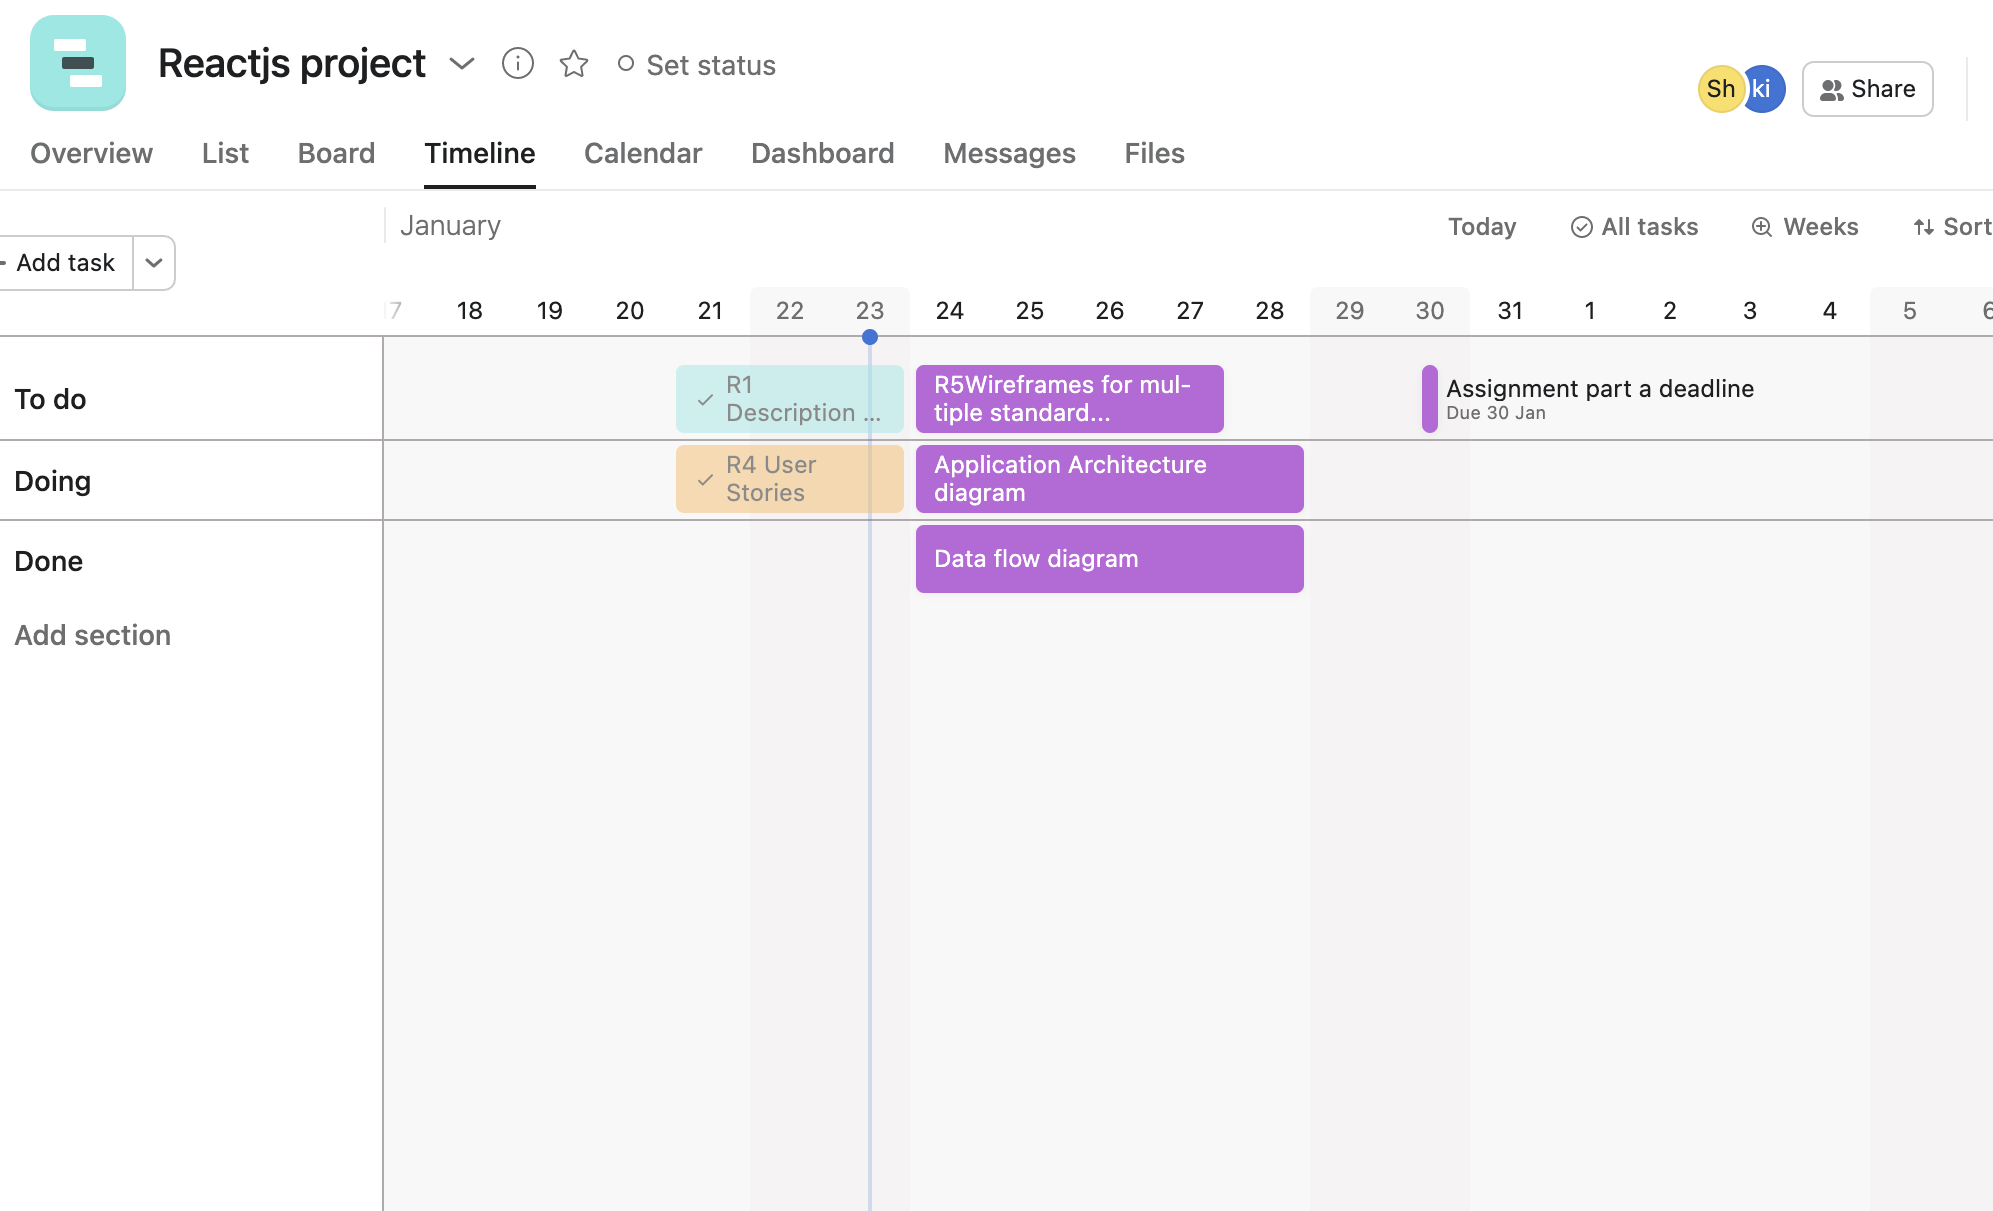 Reactjs project
Set status
Sh
ki
Share
Overview
List
Board
Timeline
Calendar
Dashboard
Messages
Files
January
Today
All tasks
Weeks
Sort
Add task
18
19
20
21
22
23
24
25
26
27
28
29
30
31
1
2
3
4
5
To do
R1
Description ...
R5Wireframes for mul-
tiple standard...
Assignment part a deadline
Due 30 Jan
Doing
R4 User
Stories
Application Architecture
diagram
Done
Data flow diagram
Add section